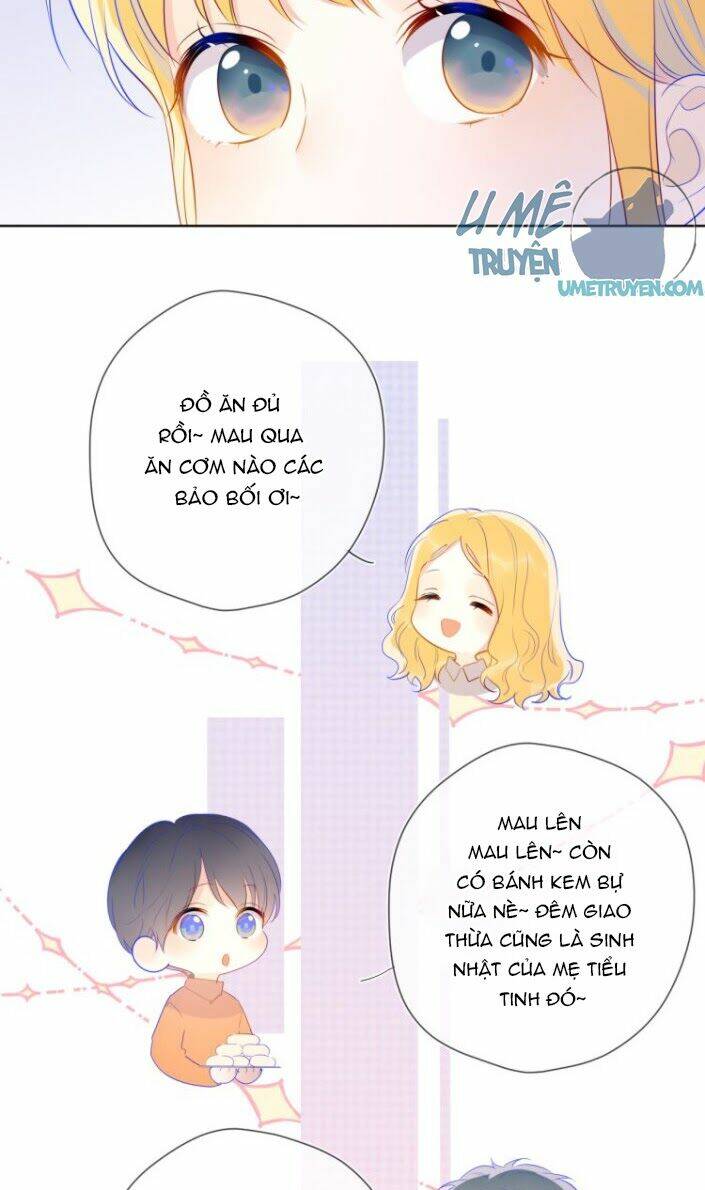 U MÊ
TRUYỆN
UMETRUYEN.COM
ĐỒ ĂN ĐỦ
RỒI~ MAU QUA
ĂN CƠM NÀO CÁC
BẢO BỐI ƠI~
MAU LÊN
MAU LÊN~ CÒN
CÓ BÁNH KEM BỰ
NỮA NÈ~ ĐÊM GIAO
THỪA CŨNG LÀ SINH
NHẬT CỦA MẸ TIỂU
TINH ĐÓ~